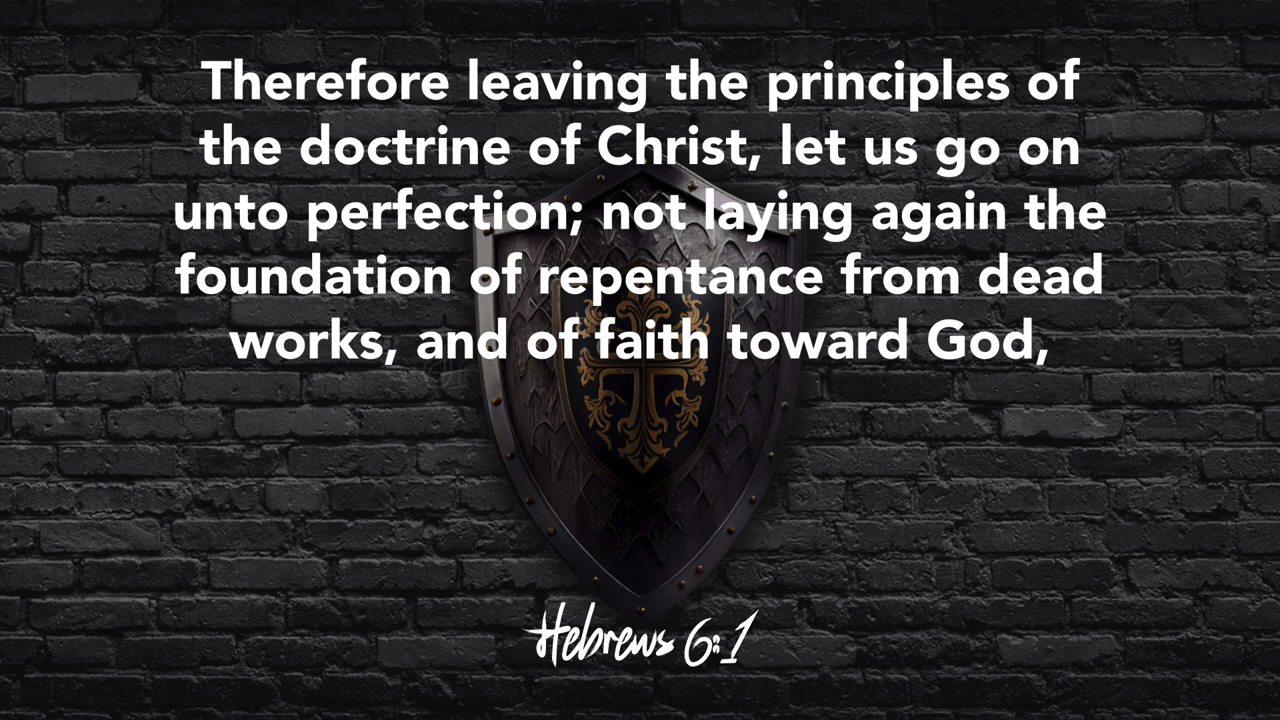 Therefore leaving the principles of
the doctrine of Christ, let us go on
unto perfection; not laying again the
foundation of repentance from dead
works, and of faith toward God,
Hebrews 6:1